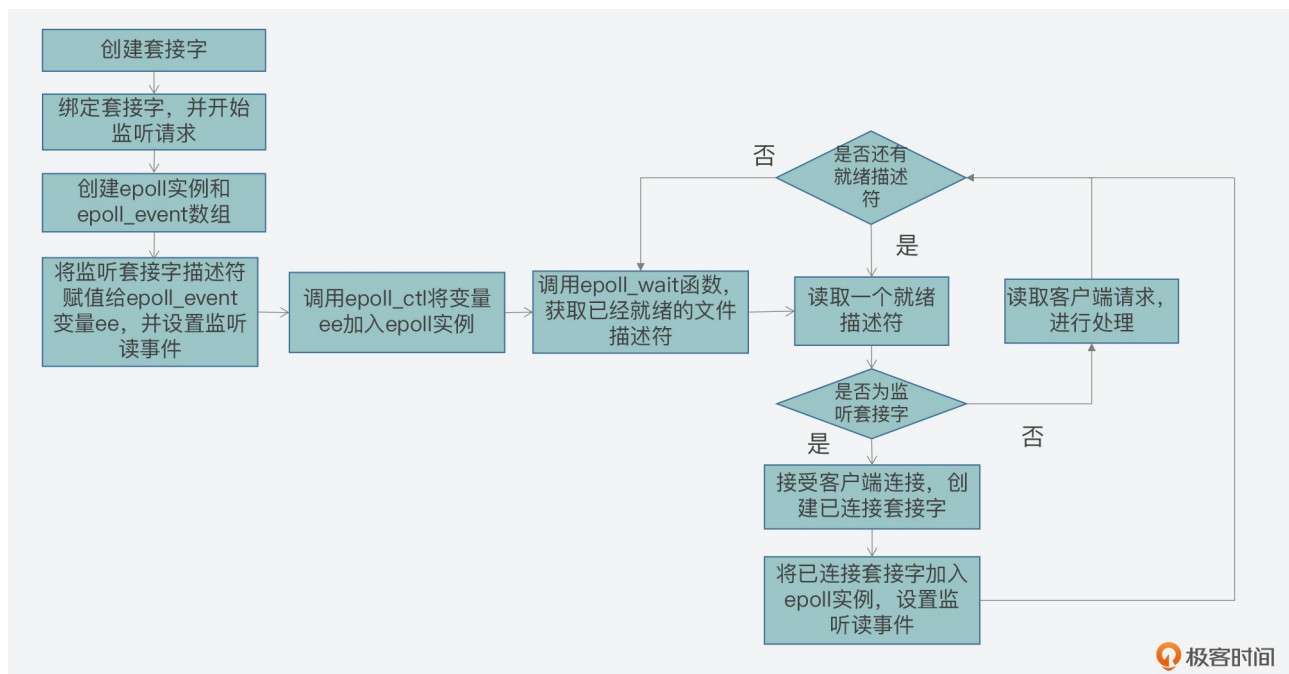 创建套接字
绑定套接字，并开始
监听请求
创建epoll实例和
epoll_event数组
将监听套接字描述符
赋值给epoll_event
变量ee，并设置监听
读事件
调用epoll_ctl将变量
ee加入epoll实例
调用epoll_wait函数，
获取已经就绪的文件
描述符
否
是否还有
就绪描述
符
是
读取一个就绪
描述符
是否为监
听套接字
否
读取客户端请求，
进行处理
是
接受客户端连接，创
建已连接套接字
将已连接套接字加入
epoll实例，设置监
听读事件
极客时间